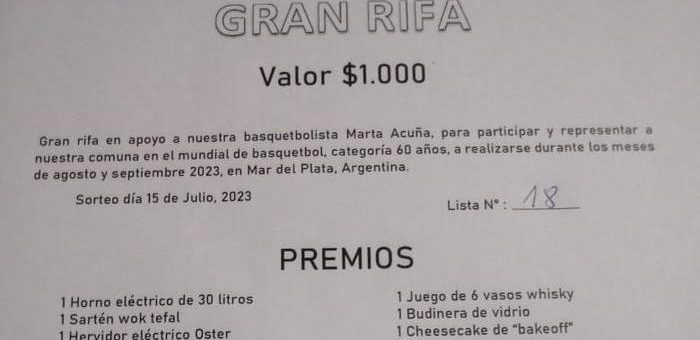 GRAN RIFA
Valor $1.000
Gran rifa en apoyo a nuestra basquetbolista Marta Acuña, para participar y representar a
nuestra comuna en el mundial de basquetbol, categoría 60 años, a realizarse durante los meses
de agosto y septiembre 2023, en Mar del Plata, Argentina.
Sorteo día 15 de Julio, 2023
Lista N° : 18
PREMIOS
1 Horno eléctrico de 30 litros
1 Sartén wok tefal
1 Hervidor eléctrico Oster
1 Juego de 6 vasos whisky
1 Budinera de vidrio
1 Cheesecake de "bakeoff"